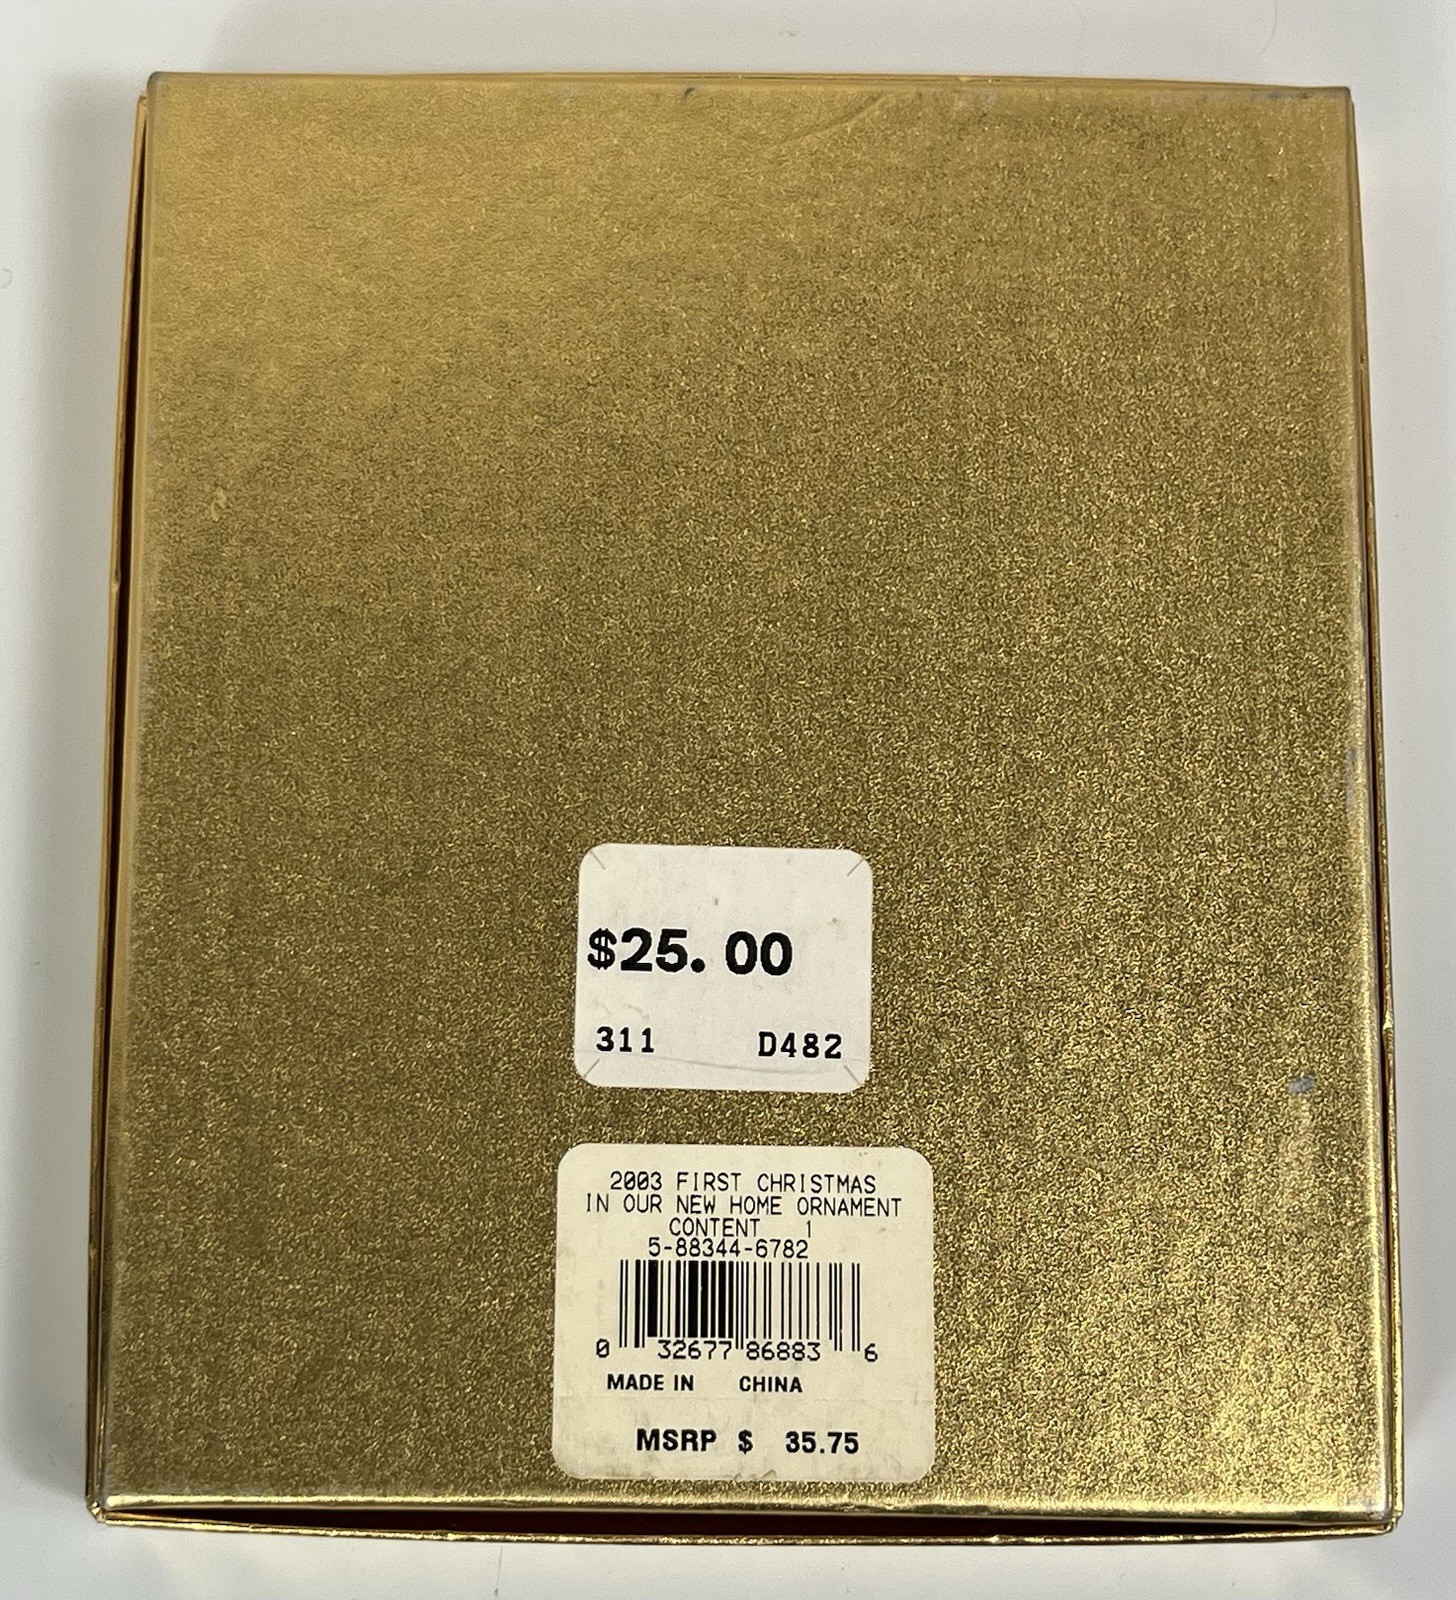 $25.00
311 D482
2003 FIRST CHRISTMAS
IN OUR NEW HOME ORNAMENT
CONTENT 1
5-88344-6782
0 32677 86883 6
MADE IN CHINA
MSRP $ 35.75